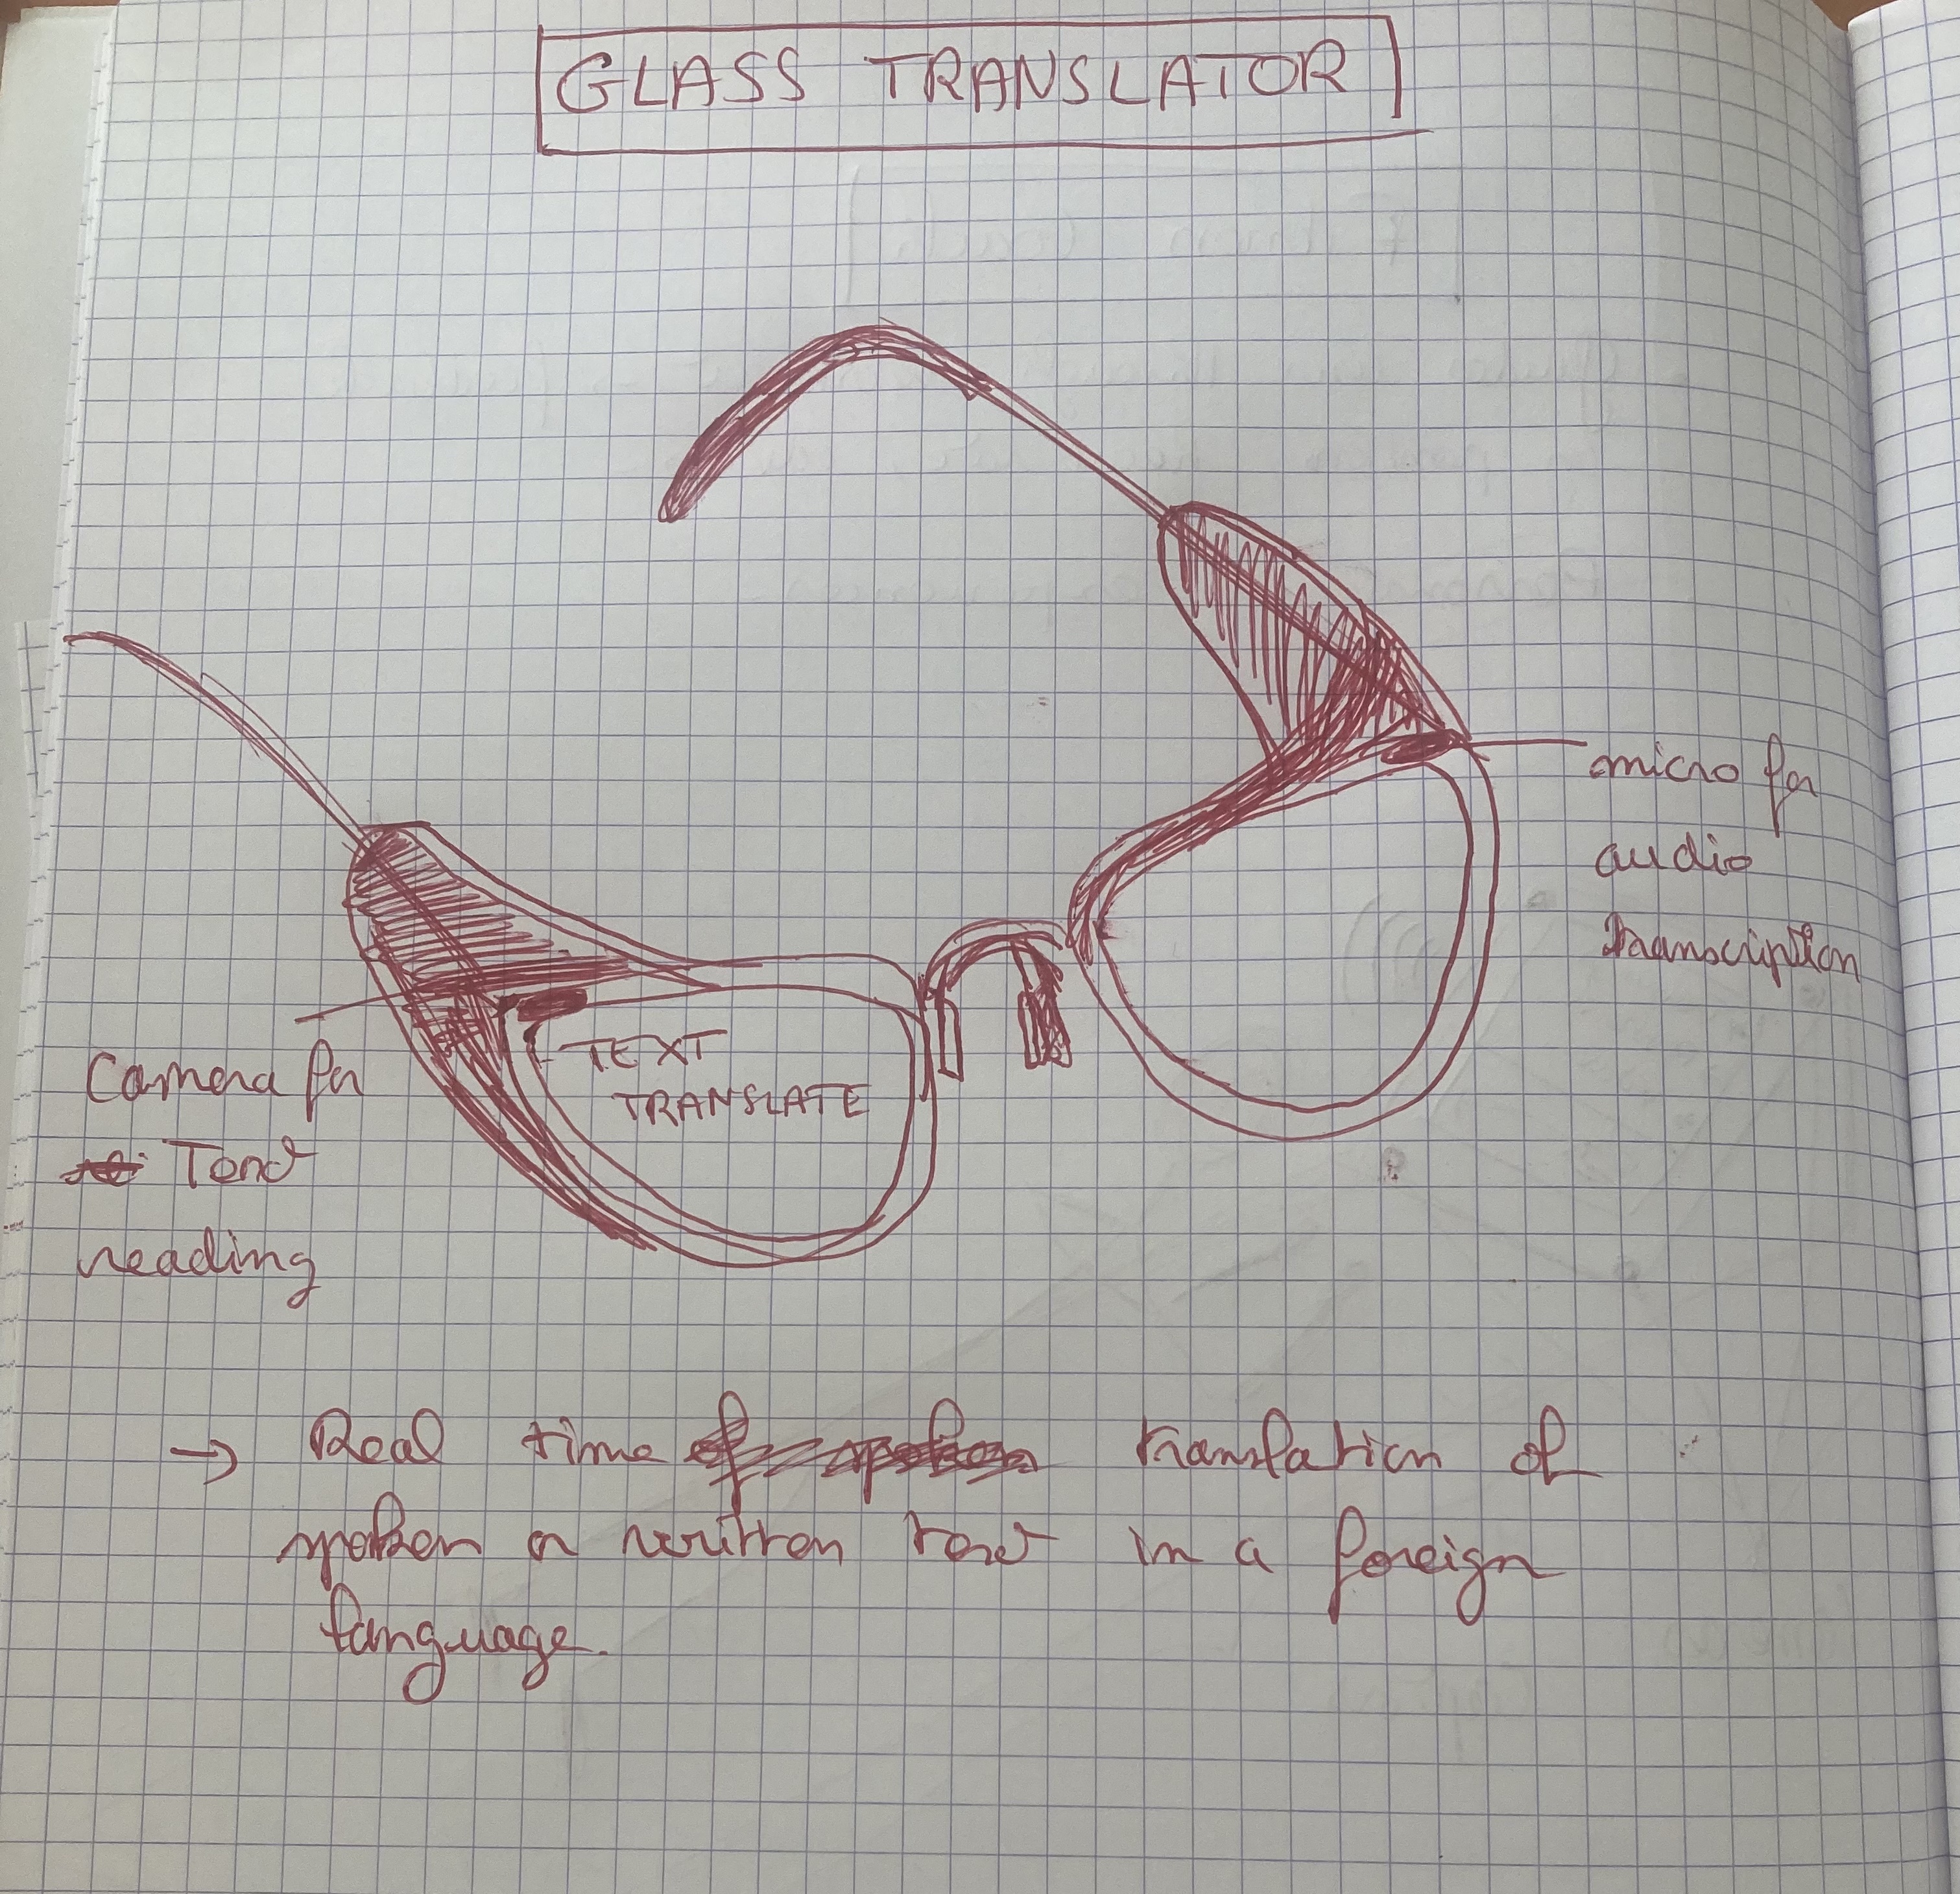 GLASS TRANSLATOR
micro for
audio
transcription
TEXT
TRANSLATE
Camera for
Text
reading
→ Real time translation of
spoken or written text in a foreign
language.